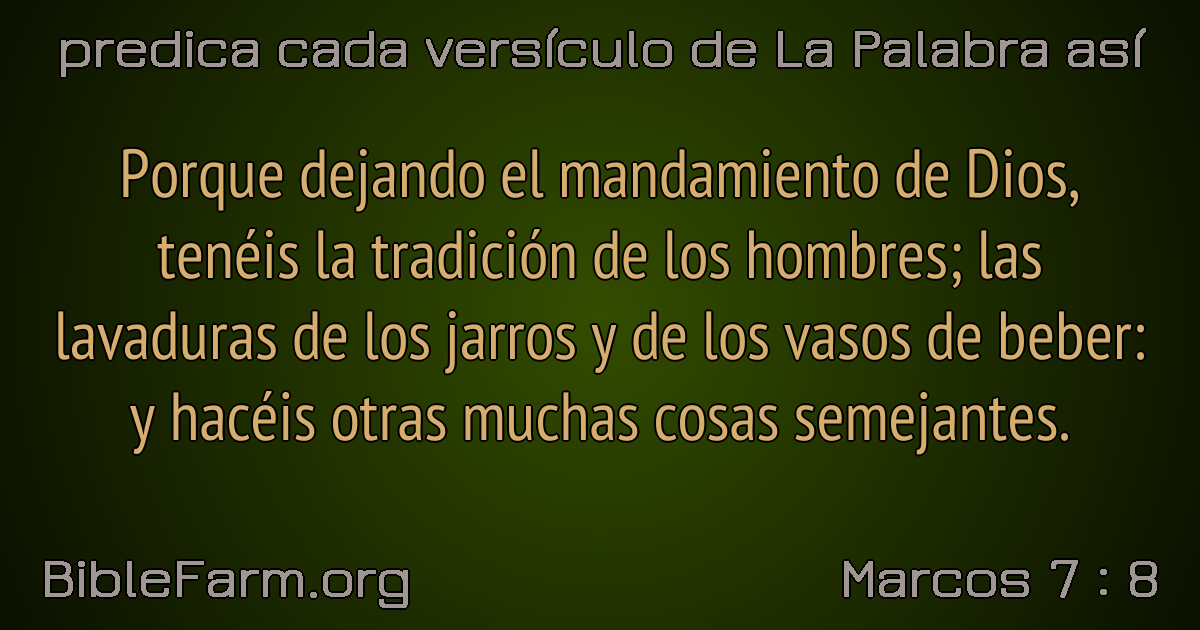 predica cada versículo de La Palabra así
Porque dejando el mandamiento de Dios,
tenéis la tradición de los hombres; las
lavaduras de los jarros y de los vasos de beber:
y hacéis otras muchas cosas semejantes.
BibleFarm.org
Marcos 7 : 8